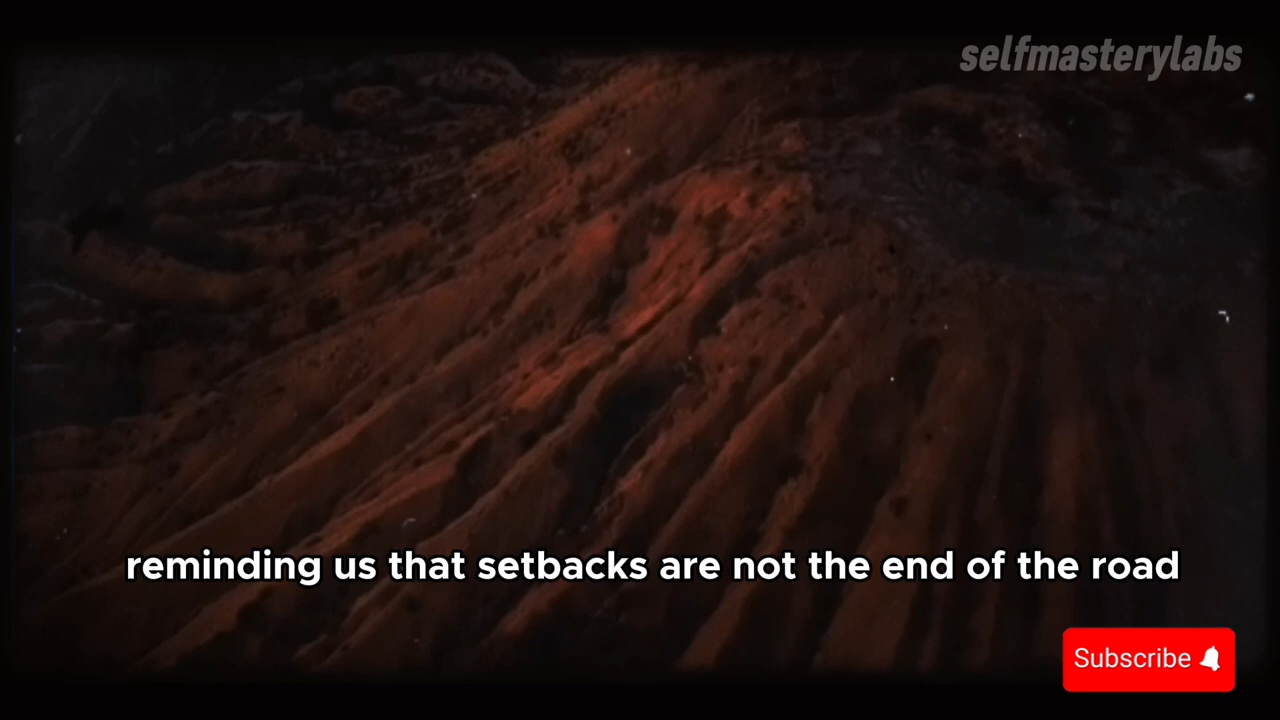 selfmasterylabs
reminding us that setbacks are not the end of the road
Subscribe